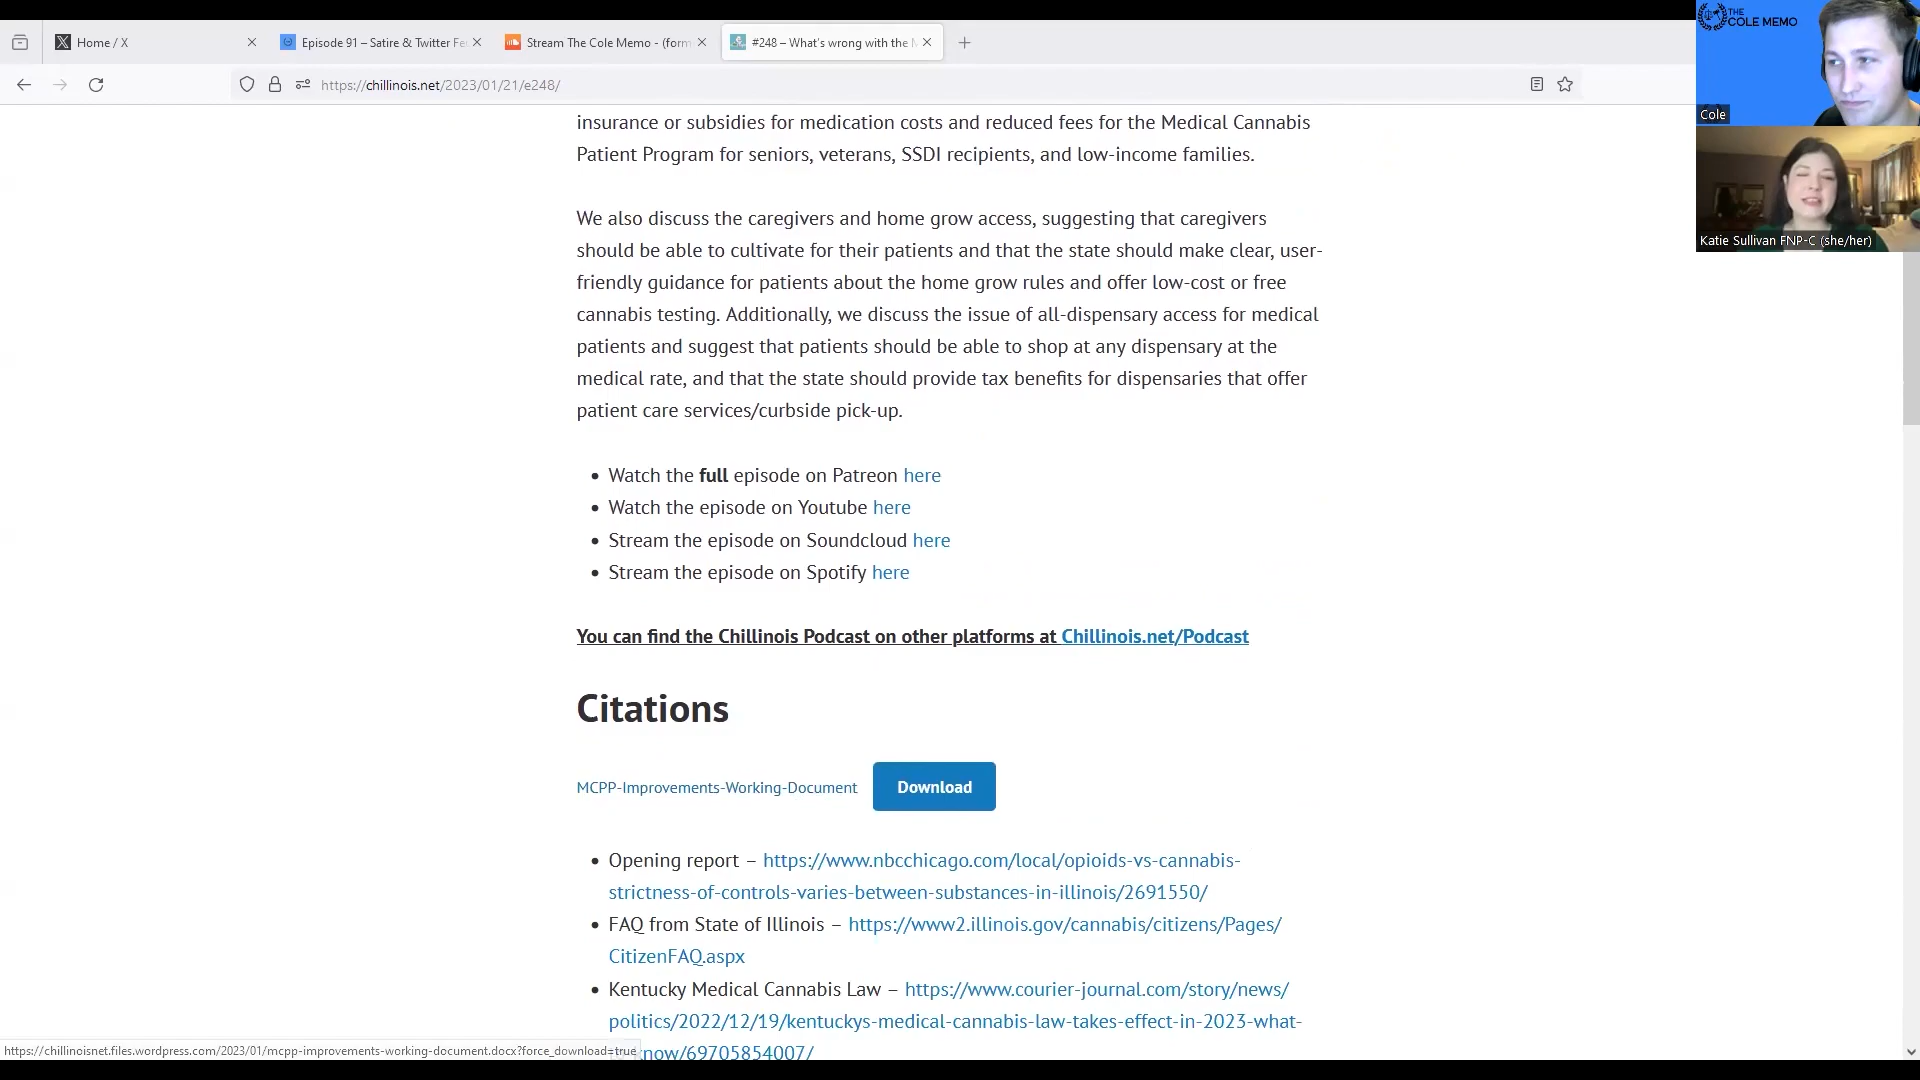 Home / X
Episode 91 – Satire & Twitter Fe
Stream The Cole Memo - (form
#248 – What's wrong with the M
THE
COLE MEMO
https://chillinois.net/2023/01/21/e248/
Cole
Katie Sullivan FNP-C (she/her)
insurance or subsidies for medication costs and reduced fees for the Medical Cannabis
Patient Program for seniors, veterans, SSDI recipients, and low-income families.
We also discuss the caregivers and home grow access, suggesting that caregivers
should be able to cultivate for their patients and that the state should make clear, user-
friendly guidance for patients about the home grow rules and offer low-cost or free
cannabis testing. Additionally, we discuss the issue of all-dispensary access for medical
patients and suggest that patients should be able to shop at any dispensary at the
medical rate, and that the state should provide tax benefits for dispensaries that offer
patient care services/curbside pick-up.
Watch the full episode on Patreon here
Watch the episode on Youtube here
Stream the episode on Soundcloud here
Stream the episode on Spotify here
You can find the Chillinois Podcast on other platforms at Chillinois.net/Podcast
Citations
MCPP-Improvements-Working-Document Download
Opening report – https://www.nbcchicago.com/local/opioids-vs-cannabis-
strictness-of-controls-varies-between-substances-in-illinois/2691550/
FAQ from State of Illinois – https://www2.illinois.gov/cannabis/citizens/Pages/
CitizenFAQ.aspx
Kentucky Medical Cannabis Law – https://www.courier-journal.com/story/news/
politics/2022/12/19/kentuckys-medical-cannabis-law-takes-effect-in-2023-what-
know/69705854007/
https://chillinoisnet.files.wordpress.com/2023/01/mcpp-improvements-working-document.docx?force_download=true